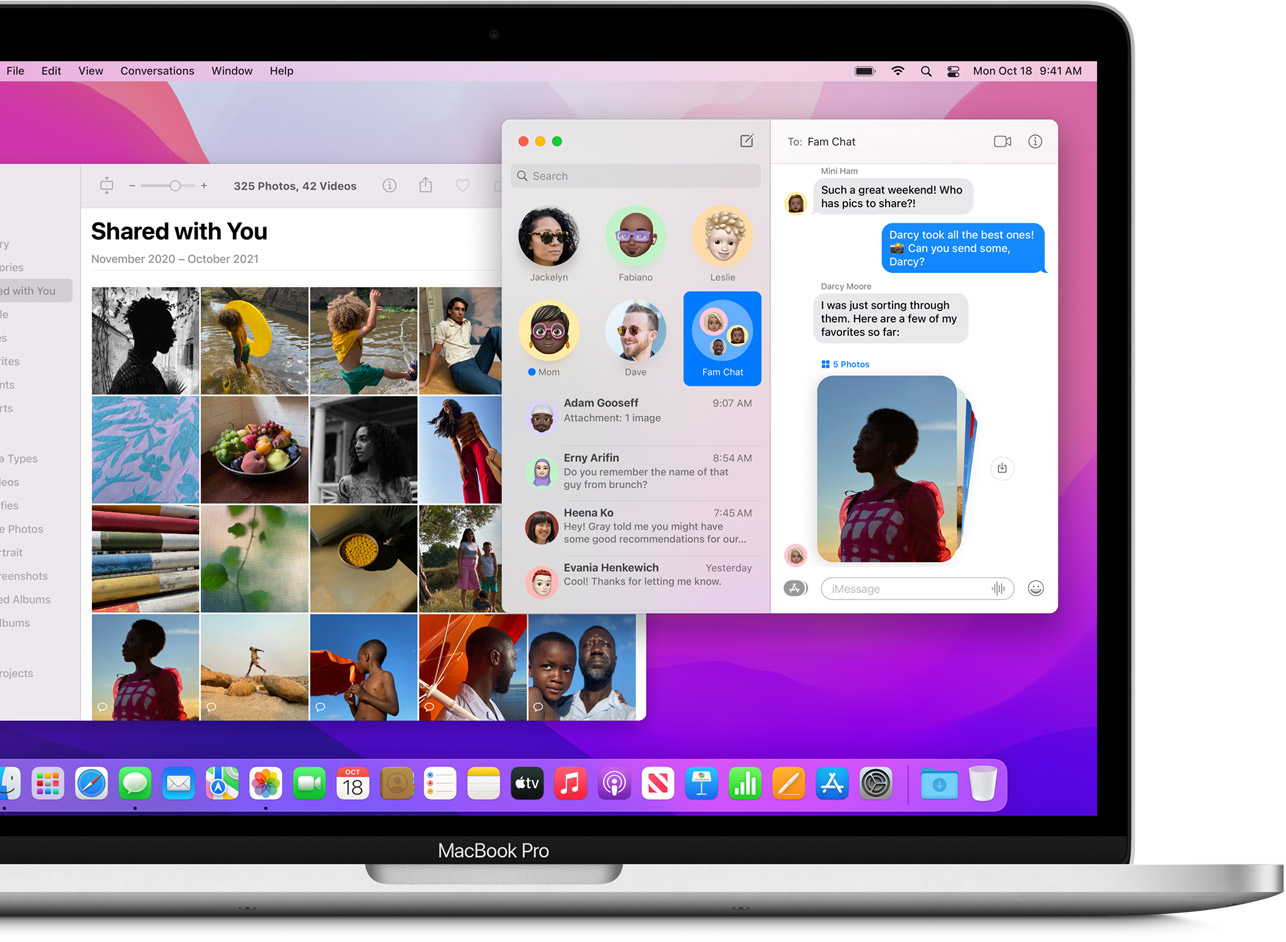 File Edit View Conversations Window Help
Mon Oct 18 9:41 AM
325 Photos, 42 Videos
Shared with You
November 2020 – October 2021
ry
ories
ed with You
le
es
rites
nts
rts
a Types
eos
fies
e Photos
rtrait
reenshots
ed Albums
lbums
rojects
Search
Jackelyn
Fabiano
Leslie
Mom
Dave
Fam Chat
Adam Gooseff 9:07 AM
Attachment: 1 image
Erny Arifin 8:54 AM
Do you remember the name of that
guy from brunch?
Heena Ko 7:45 AM
Hey! Gray told me you might have
some good recommendations for our...
Evania Henkewich Yesterday
Cool! Thanks for letting me know.
To: Fam Chat
Mini Ham
Such a great weekend! Who
has pics to share?!
Darcy took all the best ones!
📸 Can you send some,
Darcy?
Darcy Moore
I was just sorting through
them. Here are a few of my
favorites so far:
5 Photos
iMessage
OCT
18
tv
MacBook Pro